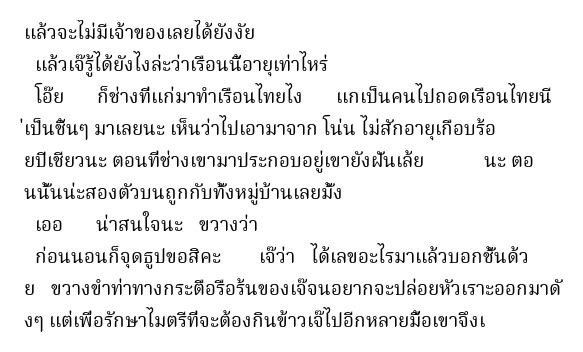 แล้วจะไม่มีเจ้าของเลยได้ยังงัย
แล้วเจ๊รู้ได้ยังไงล่ะว่าเรือนนี้อายุเท่าไหร่
โอ๊ย ก็ช่างที่แก่มาทำเรือนไทยไง แกเป็นคนไปถอดเรือนไทยนี
่เป็นชิ้นๆ มาเลยนะ เห็นว่าไปเอามาจาก โน่น ไม่สักอายุเกือบร้อ
ยปีเชียวนะ ตอนที่ช่างเขามาประกอบอยู่เขายังฝันเล้ย นะ ตอ
นนั้นน่ะสองตัวบนถูกกับทั้งหมู่บ้านเลยมั้ง
เออ น่าสนใจนะ ขวางว่า
ก่อนนอนก็จุดธูปขอสิคะ เจ๊ว่า ได้เลขอะไรมาแล้วบอกชั้นด้ว
ย ขวางขำท่าทางกระตือรือร้นของเจ๊จนอยากจะปล่อยหัวเราะออกมาดั
งๆ แต่เพื่อรักษาไมตรีที่จะต้องกินข้าวเจ๊ไปอีกหลายมื้อเขาจึงเ